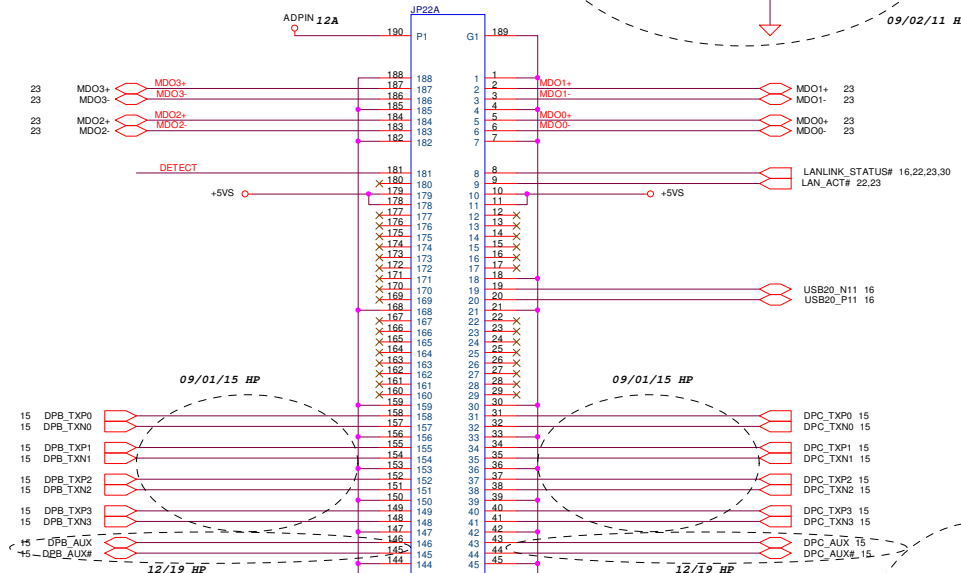 JP22A
ADPIN 12A
09/02/11 H
190 P1 G1 189
188 188 1 1
23 MDO3+ MDO3+ 187 187 2 2 MDO1+ MDO1+ 23
23 MDO3- MDO3- 186 186 3 3 MDO1- MDO1- 23
185 185 4 4
23 MDO2+ MDO2+ 184 184 5 5 MDO0+ MDO0+ 23
23 MDO2- MDO2- 183 183 6 6 MDO0- MDO0- 23
182 182 7 7
DETECT 181 181 8 8 LANLINK_STATUS# 16,22,23,30
180 180 9 9 LAN_ACT# 22,23
+5VS 179 179 10 10 +5VS
178 178 11 11
177 177 12 12
176 176 13 13
175 175 14 14
174 174 15 15
173 173 16 16
172 172 17 17
171 171 18 18
170 170 19 19 USB20_N11 16
169 169 20 20 USB20_P11 16
168 168 21 21
167 167 22 22
166 166 23 23
165 165 24 24
164 164 25 25
163 163 26 26
162 162 27 27
161 161 28 28
160 160 29 29
09/01/15 HP 09/01/15 HP
159 159 30 30
15 DPB_TXP0 158 158 31 31 DPC_TXP0 15
15 DPB_TXN0 157 157 32 32 DPC_TXN0 15
156 156 33 33
15 DPB_TXP1 155 155 34 34 DPC_TXP1 15
15 DPB_TXN1 154 154 35 35 DPC_TXN1 15
153 153 36 36
15 DPB_TXP2 152 152 37 37 DPC_TXP2 15
15 DPB_TXN2 151 151 38 38 DPC_TXN2 15
150 150 39 39
15 DPB_TXP3 149 149 40 40 DPC_TXP3 15
15 DPB_TXN3 148 148 41 41 DPC_TXN3 15
147 147 42 42
15 DPB_AUX 146 146 43 43 DPC_AUX 15
15 DPB_AUX# 145 145 44 44 DPC_AUX# 15
144 144 45 45
12/19 HP 12/19 HP